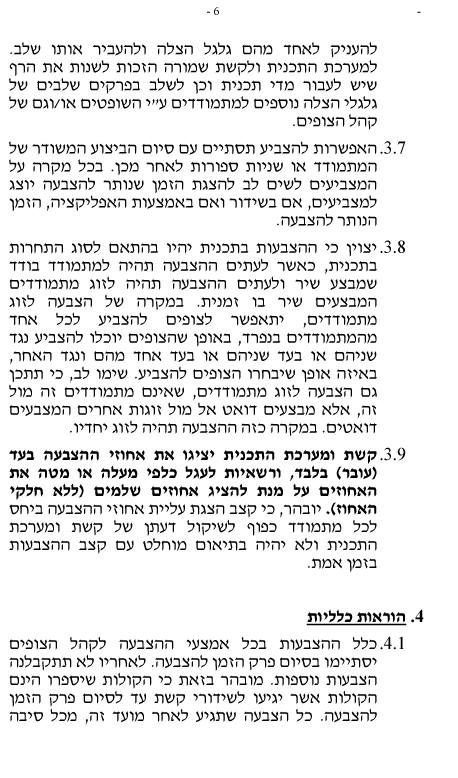 - 6 -
-
להעניק לאחד מהם גלגל הצלה ולהעביר אותו שלב.
למערכת התכנית ולקשת שמורה הזכות לשנות את הרף
שיש לעבור מדי תכנית וכן לשלב בפרקים שלבים של
גלגלי הצלה נוספים למתמודדים ע״י השופטים או/וגם של
קהל הצופים.
3.7. האפשרות להצביע תסתיים עם סיום הביצוע המשודר של
המתמודד או שניות ספורות לאחר מכן. בכל מקרה על
המצביעים לשים לב להצגת הזמן שנותר להצבעה יוצג
למצביעים, אם בשידור ואם באמצעות האפליקציה, הזמן
הנותר להצבעה.
3.8. יצוין כי ההצבעות בתכנית יהיו בהתאם לסוג התחרות
בתכנית, כאשר לעתים ההצבעה תהיה למתמודד בודד
שמבצע שיר ולעתים ההצבעה תהיה לזוג מתמודדים
המבצעים שיר בו זמנית. במקרה של הצבעה לזוג
מתמודדים, יתאפשר לצופים להצביע לכל אחד
מהמתמודדים בנפרד, באופן שהצופים יוכלו להצביע נגד
שניהם או בעד שניהם או בעד אחד מהם ונגד האחר,
באיזה אופן שיבחרו הצופים להצביע. שימו לב, כי תתכן
גם הצבעה לזוג מתמודדים, שאינם מתמודדים זה מול
זה, אלא מבצעים דואט אל מול זוגות אחרים המבצעים
דואטים. במקרה כזה ההצבעה תהיה לזוג יחדיו.
3.9. קשת ומערכת התכנית יציגו את אחוזי ההצבעה בעד
(עובר) בלבד, ורשאיות לעגל כלפי מעלה או מטה את
האחוזים על מנת להציג אחוזים שלמים (ללא חלקי
האחוז). יובהר, כי קצב הצגת עליית אחוזי ההצבעה ביחס
לכל מתמודד כפוף לשיקול דעתן של קשת ומערכת
התכנית ולא יהיה בתיאום מוחלט עם קצב ההצבעות
בזמן אמת.
4. הוראות כלליות
4.1. כלל ההצבעות בכל אמצעי ההצבעה לקהל הצופים
יסתיימו בסיום פרק הזמן להצבעה. לאחריו לא תתקבלנה
הצבעות נוספות. מובהר בזאת כי הקולות שיספרו הינם
הקולות אשר יגיעו לשידורי קשת עד לסיום פרק הזמן
להצבעה. כל הצבעה שתגיע לאחר מועד זה, מכל סיבה